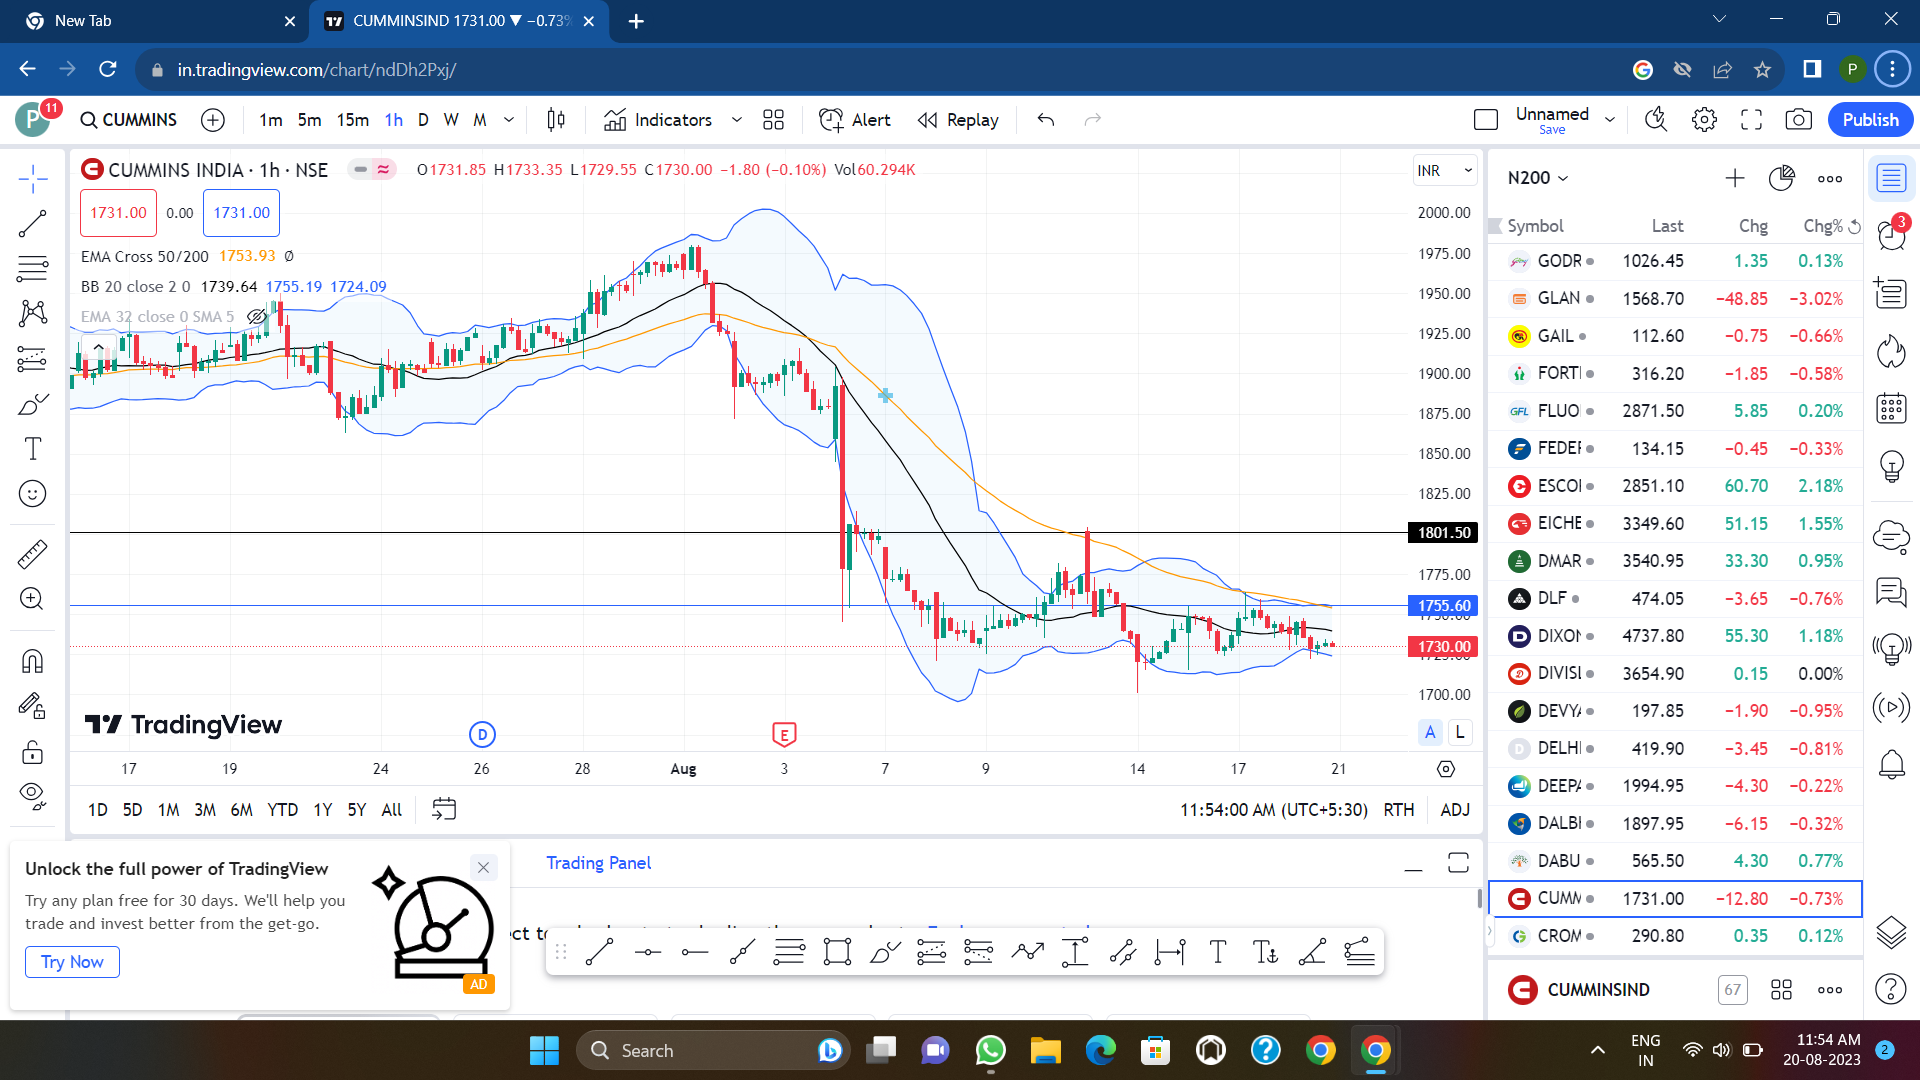 New Tab
CUMMINSIND 1731.00 ▼ −0.73%
in.tradingview.com/chart/ndDh2Pxj/
P
P 11
CUMMINS
1m 5m 15m 1h D W M
Indicators
Alert
Replay
Unnamed
Save
Publish
CUMMINS INDIA · 1h · NSE
O1731.85 H1733.35 L1729.55 C1730.00 −1.80 (−0.10%) Vol60.294K
1731.00 0.00 1731.00
EMA Cross 50/200 1753.93 Ø
BB 20 close 2 0 1739.64 1755.19 1724.09
EMA 32 close 0 SMA 5
INR
2000.00
1975.00
1950.00
1925.00
1900.00
1875.00
1850.00
1825.00
1801.50
1775.00
1755.60
1730.00
1700.00
A L
TradingView
D
E
17 19 24 26 28 Aug 3 7 9 14 17 21
1D 5D 1M 3M 6M YTD 1Y 5Y All
11:54:00 AM (UTC+5:30) RTH ADJ
N200
Symbol Last Chg Chg%
GODR 1026.45 1.35 0.13%
GLAN 1568.70 −48.85 −3.02%
GAIL 112.60 −0.75 −0.66%
FORTI 316.20 −1.85 −0.58%
GFL FLUO 2871.50 5.85 0.20%
FEDEF 134.15 −0.45 −0.33%
ESCOI 2851.10 60.70 2.18%
EICHE 3349.60 51.15 1.55%
DMAR 3540.95 33.30 0.95%
DLF 474.05 −3.65 −0.76%
DIXON 4737.80 55.30 1.18%
DIVISL 3654.90 0.15 0.00%
DEVYA 197.85 −1.90 −0.95%
D DELHI 419.90 −3.45 −0.81%
DEEPA 1994.95 −4.30 −0.22%
DALBI 1897.95 −6.15 −0.32%
DABU 565.50 4.30 0.77%
CUMM 1731.00 −12.80 −0.73%
CROM 290.80 0.35 0.12%
CUMMINSIND 67
3
Unlock the full power of TradingView
Try any plan free for 30 days. We'll help you
trade and invest better from the get-go.
Try Now
AD
Trading Panel
Search
ENG
IN
11:54 AM
20-08-2023
2